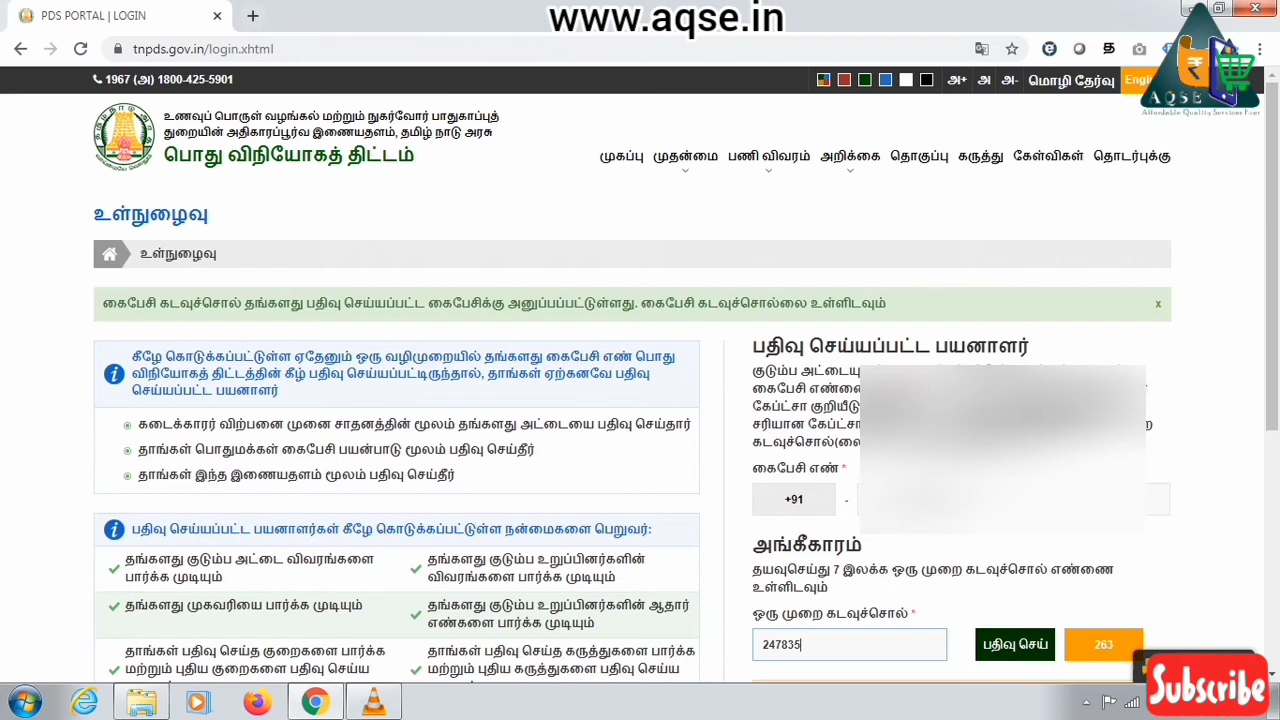 www.aqse.in
PDS PORTAL | LOGIN
tnpds.gov.in/login.xhtml
1967 (அ) 1800-425-5901
அ+ அ அ- மொழி தேர்வு
AQSE
உணவுப் பொருள் வழங்கல் மற்றும் நுகர்வோர் பாதுகாப்புத்
துறையின் அதிகாரப்பூர்வ இணையதளம், தமிழ் நாடு அரசு
பொது விநியோகத் திட்டம்
முகப்பு முதன்மை பணி விவரம் அறிக்கை தொகுப்பு கருத்து கேள்விகள் தொடர்புக்கு
உள்நுழைவு
உள்நுழைவு
கைபேசி கடவுச்சொல் தங்களது பதிவு செய்யப்பட்ட கைபேசிக்கு அனுப்பப்பட்டுள்ளது. கைபேசி கடவுச்சொல்லை உள்ளிடவும் x
கீழே கொடுக்கப்பட்டுள்ள ஏதேனும் ஒரு வழிமுறையில் தங்களது கைபேசி எண் பொது
விநியோகத் திட்டத்தின் கீழ் பதிவு செய்யப்பட்டிருந்தால், தாங்கள் ஏற்கனவே பதிவு
செய்யப்பட்ட பயனாளர்
கடைக்காரர் விற்பனை முனை சாதனத்தின் மூலம் தங்களது அட்டையை பதிவு செய்தார்
தாங்கள் பொதுமக்கள் கைபேசி பயன்பாடு மூலம் பதிவு செய்தீர்
தாங்கள் இந்த இணையதளம் மூலம் பதிவு செய்தீர்
பதிவு செய்யப்பட்ட பயனாளர்கள் கீழே கொடுக்கப்பட்டுள்ள நன்மைகளை பெறுவர்:
தங்களது குடும்ப அட்டை விவரங்களை
பார்க்க முடியும்
தங்களது குடும்ப உறுப்பினர்களின்
விவரங்களை பார்க்க முடியும்
தங்களது முகவரியை பார்க்க முடியும்
தங்களது குடும்ப உறுப்பினர்களின் ஆதார்
எண்களை பார்க்க முடியும்
தாங்கள் பதிவு செய்த குறைகளை பார்க்க
மற்றும் புதிய குறைகளை பதிவு செய்ய
தாங்கள் பதிவு செய்த கருத்துகளை பார்க்க
மற்றும் புதிய கருத்துகளை பதிவு செய்ய
பதிவு செய்யப்பட்ட பயனாளர்
குடும்ப
கைபேசி
கேப்ட்சா
சரியான
கைபேசி எண் *
+91 -
அங்கீகாரம்
தயவுசெய்து 7 இலக்க ஒரு முறை கடவுச்சொல் எண்ணை
உள்ளிடவும்
ஒரு முறை கடவுச்சொல் *
247835 பதிவு செய் 263
Subscribe